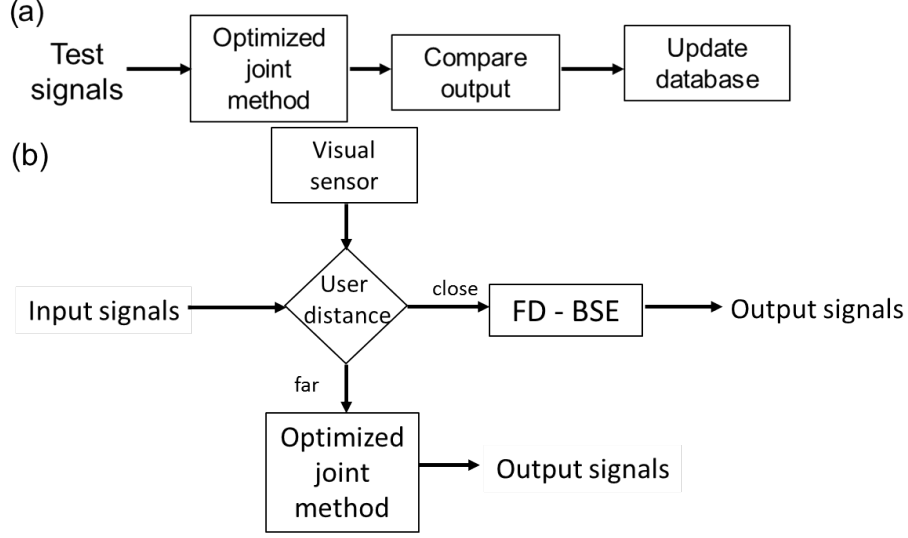 (a)
Test
signals
Optimized
joint
method
Compare
output
Update
database
(b)
Visual
sensor
Input signals
User
distance
close
FD - BSE
Output signals
far
Optimized
joint
method
Output signals